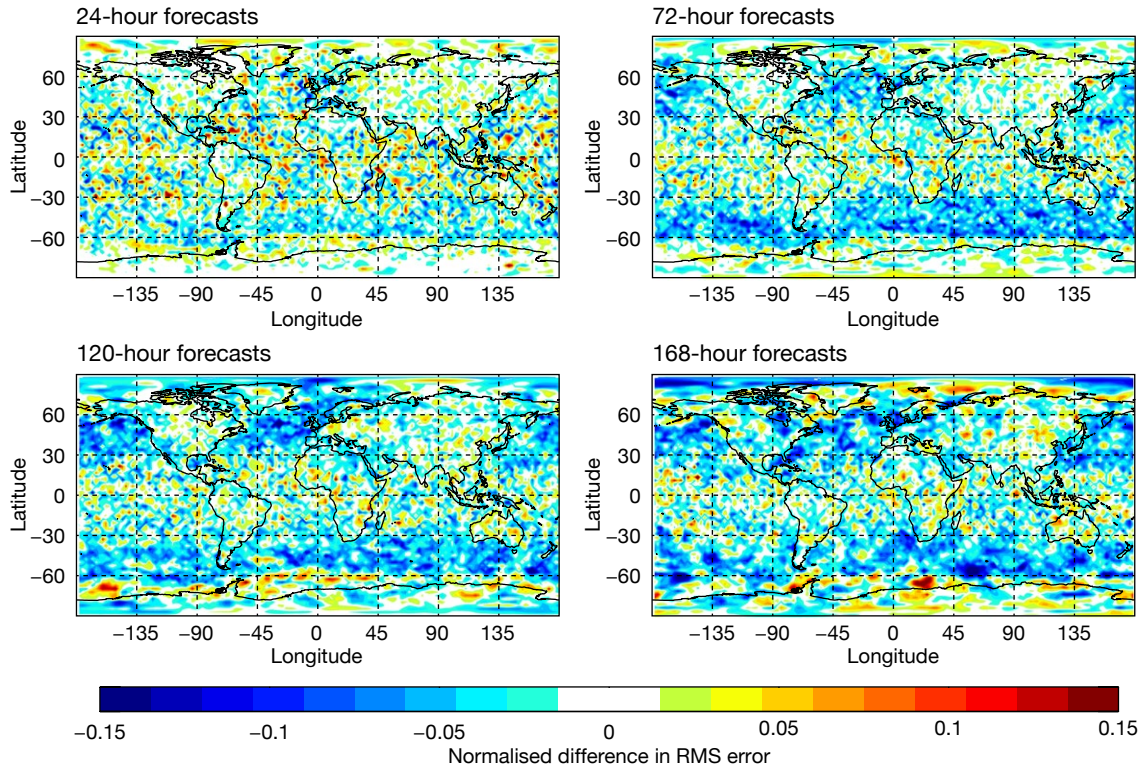 24-hour forecasts
72-hour forecasts
Latitude
60
30
0
−30
−60
−135 −90 −45 0 45 90 135
Longitude
Latitude
60
30
0
−30
−60
−135 −90 −45 0 45 90 135
Longitude
120-hour forecasts
168-hour forecasts
Latitude
60
30
0
−30
−60
−135 −90 −45 0 45 90 135
Longitude
Latitude
60
30
0
−30
−60
−135 −90 −45 0 45 90 135
Longitude
−0.15 −0.1 −0.05 0 0.05 0.1 0.15
Normalised difference in RMS error